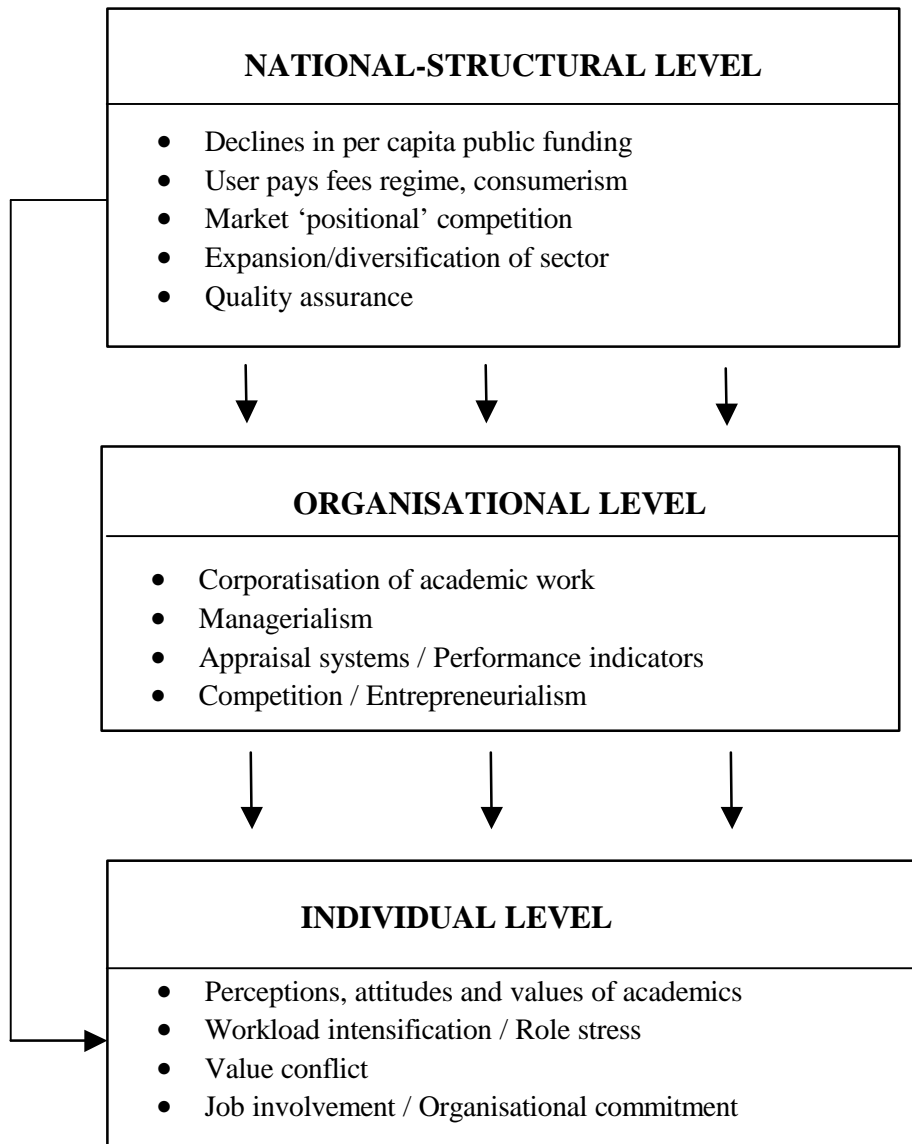 NATIONAL-STRUCTURAL LEVEL
• Declines in per capita public funding
• User pays fees regime, consumerism
• Market ‘positional’ competition
• Expansion/diversification of sector
• Quality assurance
ORGANISATIONAL LEVEL
• Corporatisation of academic work
• Managerialism
• Appraisal systems / Performance indicators
• Competition / Entrepreneurialism
INDIVIDUAL LEVEL
• Perceptions, attitudes and values of academics
• Workload intensification / Role stress
• Value conflict
• Job involvement / Organisational commitment